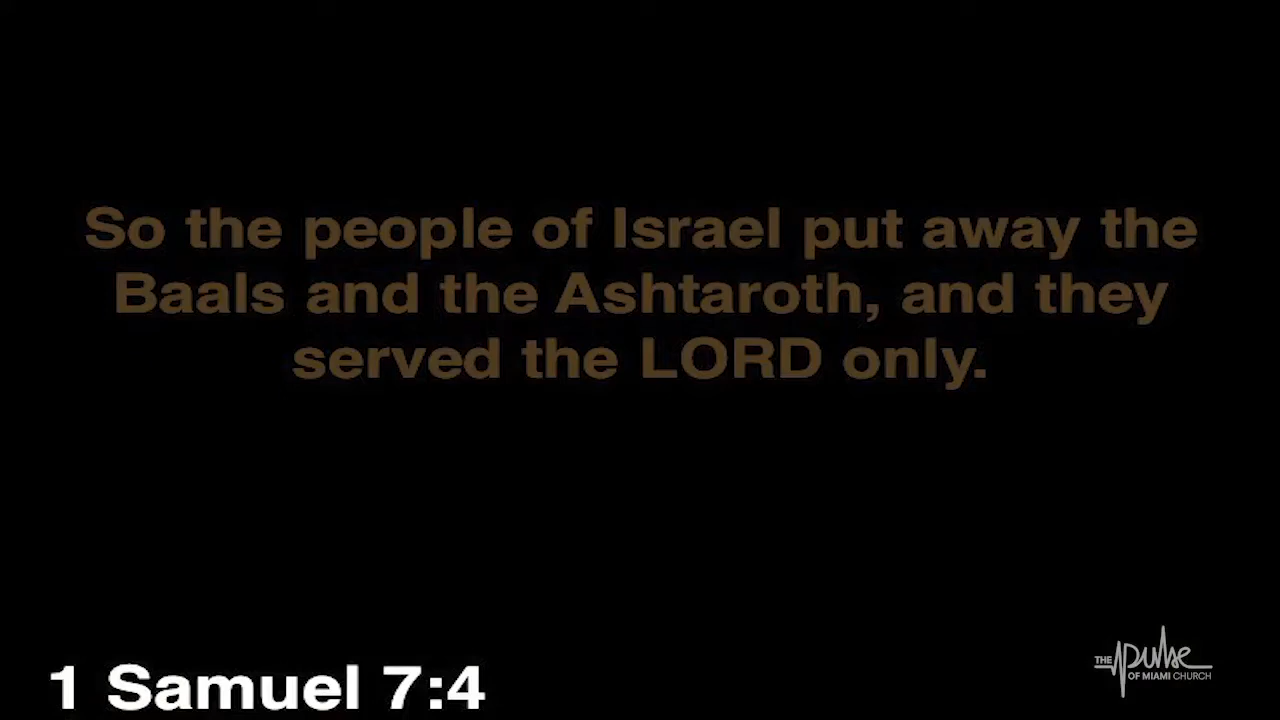 So the people of Israel put away the
Baals and the Ashtaroth, and they
served the LORD only.
1 Samuel 7:4
THE pulse
OF MIAMI CHURCH